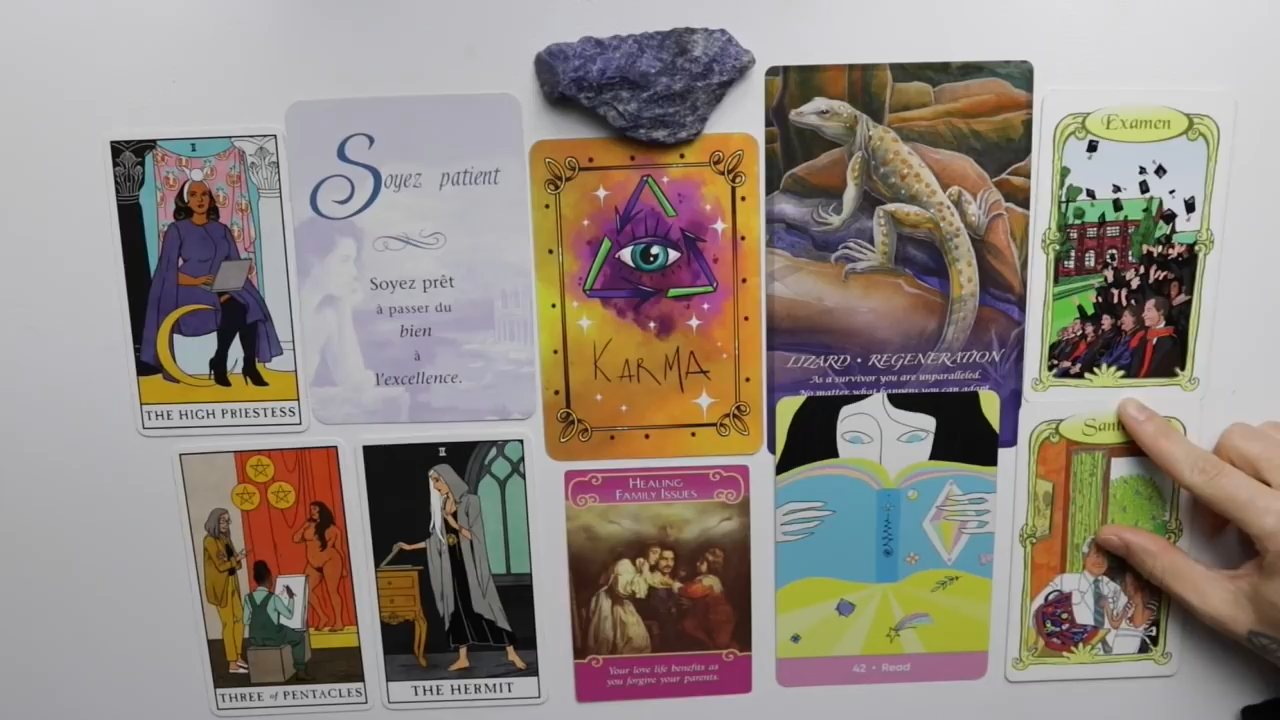 II
THE HIGH PRIESTESS
Soyez patient
Soyez prêt
à passer du
bien
à
l'excellence.
KARMA
LIZARD • REGENERATION
As a survivor you are unparalleled.
No matter what happens you can adapt
Examen
THREE of PENTACLES
II
THE HERMIT
HEALING
FAMILY ISSUES
Your love life benefits as
you forgive your parents.
42 • Read